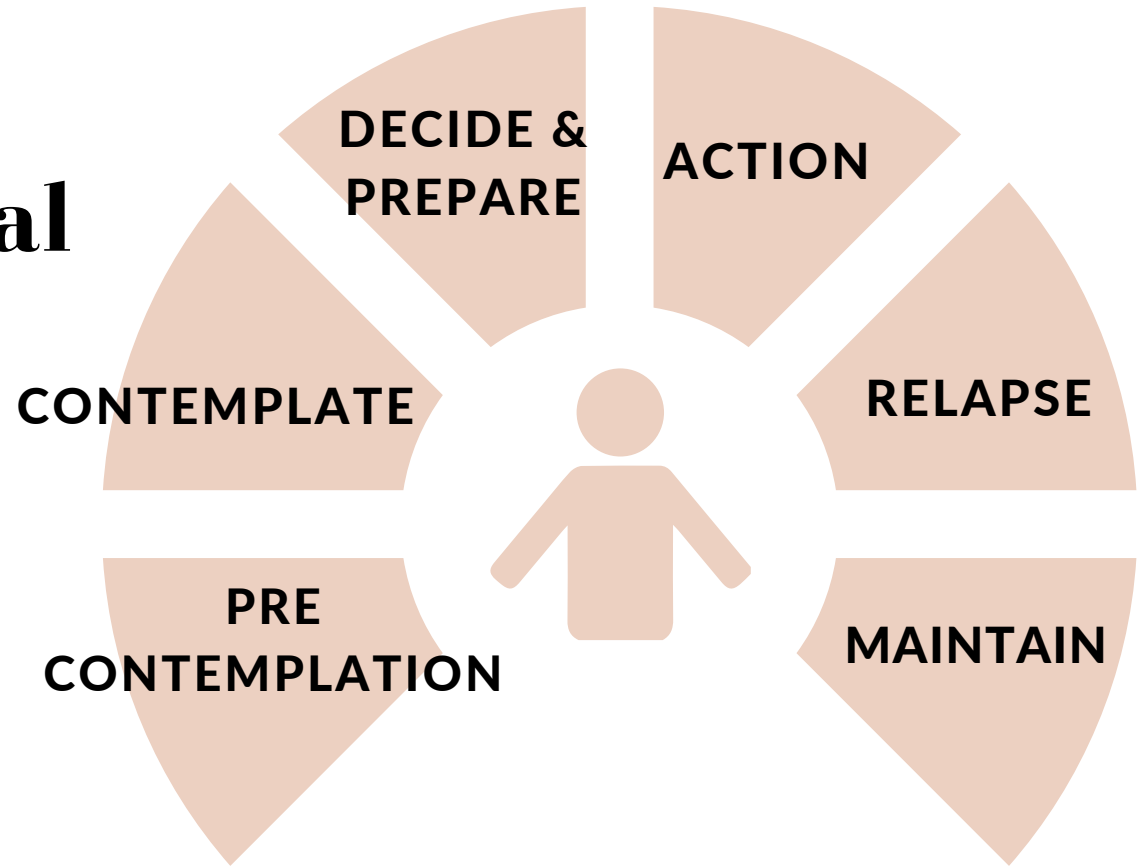 al
DECIDE &
PREPARE
ACTION
CONTEMPLATE
RELAPSE
PRE
CONTEMPLATION
MAINTAIN